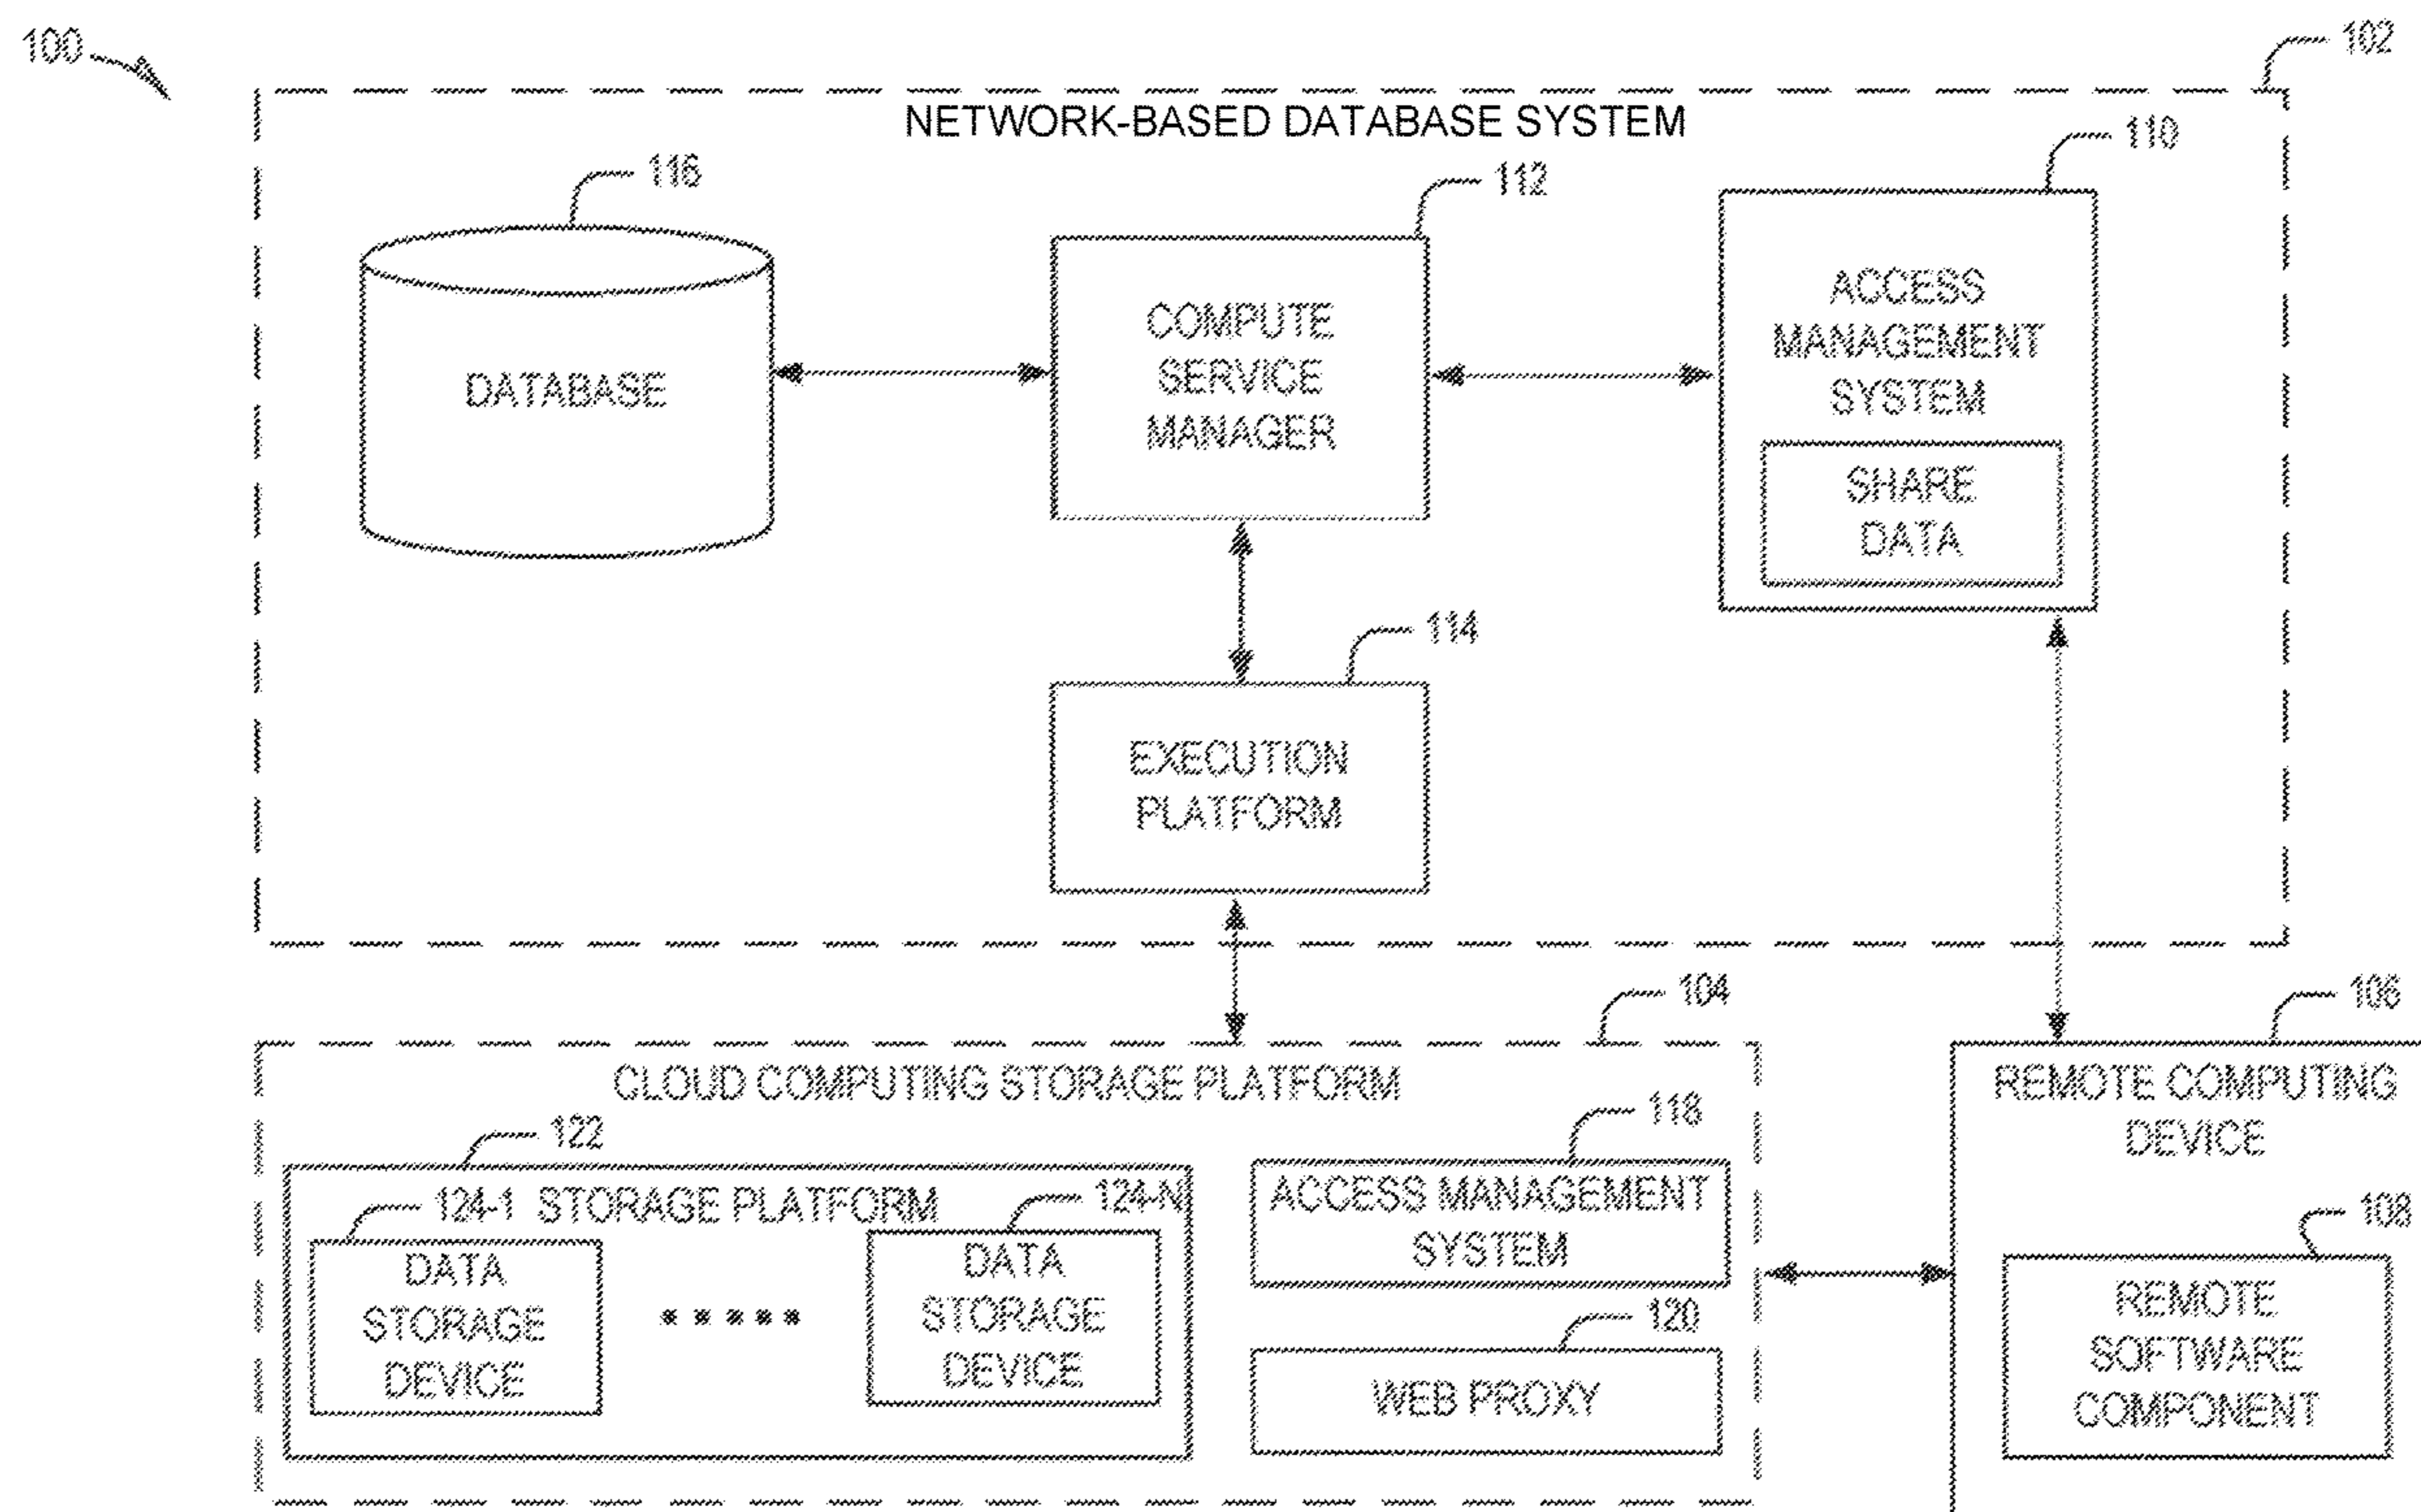 100
102
NETWORK-BASED DATABASE SYSTEM
110
116
112
ACCESS
MANAGEMENT
SYSTEM
COMPUTE
SERVICE
MANAGER
DATABASE
SHARE
DATA
114
EXECUTION
PLATFORM
104
106
CLOUD COMPUTING STORAGE PLATFORM
REMOTE COMPUTING
DEVICE
122
118
124-1 STORAGE PLATFORM 124-N
ACCESS MANAGEMENT
SYSTEM
108
DATA
STORAGE
DEVICE
DATA
STORAGE
DEVICE
120
WEB PROXY
REMOTE
SOFTWARE
COMPONENT